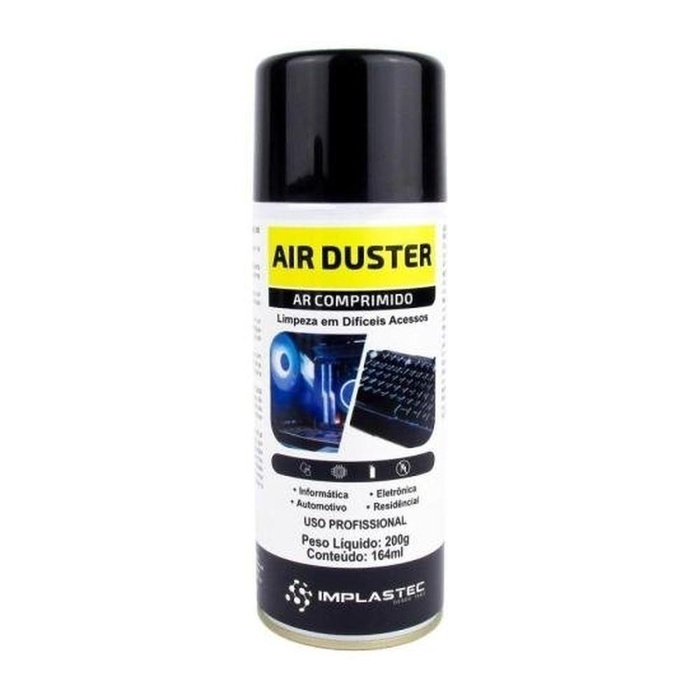 AIR DUSTER
AR COMPRIMIDO
Limpeza em Difíceis Acessos
• Informática • Eletrônica
• Automotivo • Residêncial
USO PROFISSIONAL
Peso Líquido: 200g
Conteúdo: 164ml
IMPLASTEC